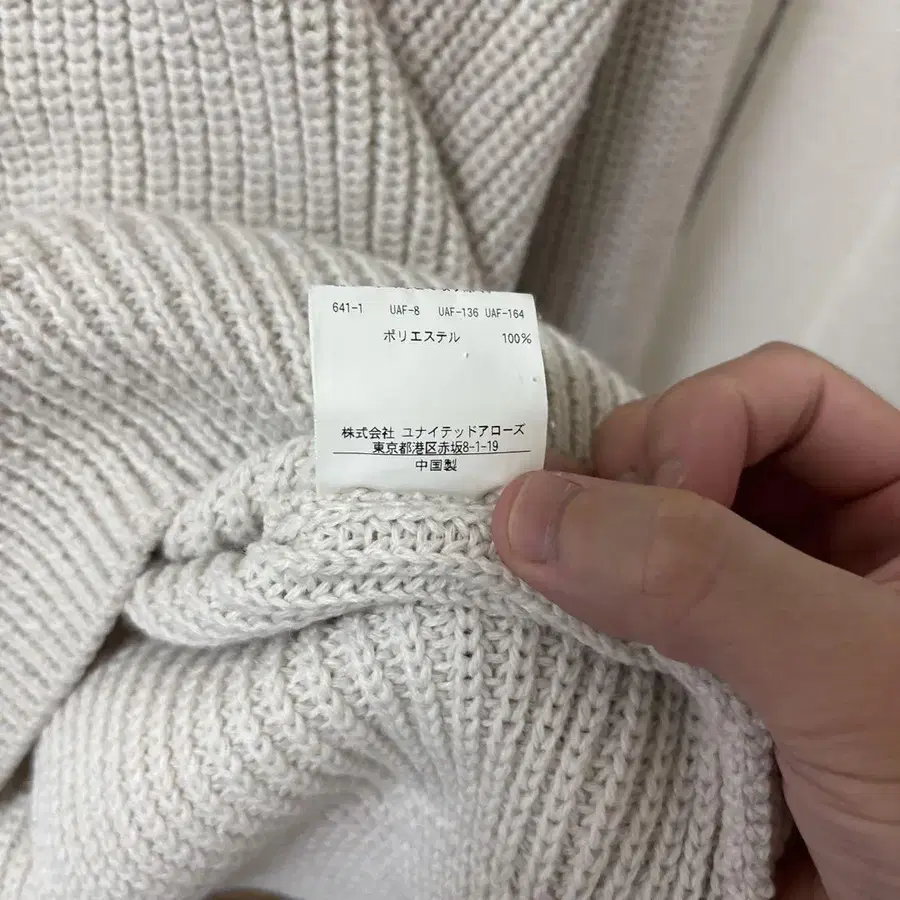 641-1 UAF-8 UAF-136 UAF-164
ポリエステル 100%
株式会社 ユナイテッドアローズ
東京都港区赤坂8-1-19
中国製